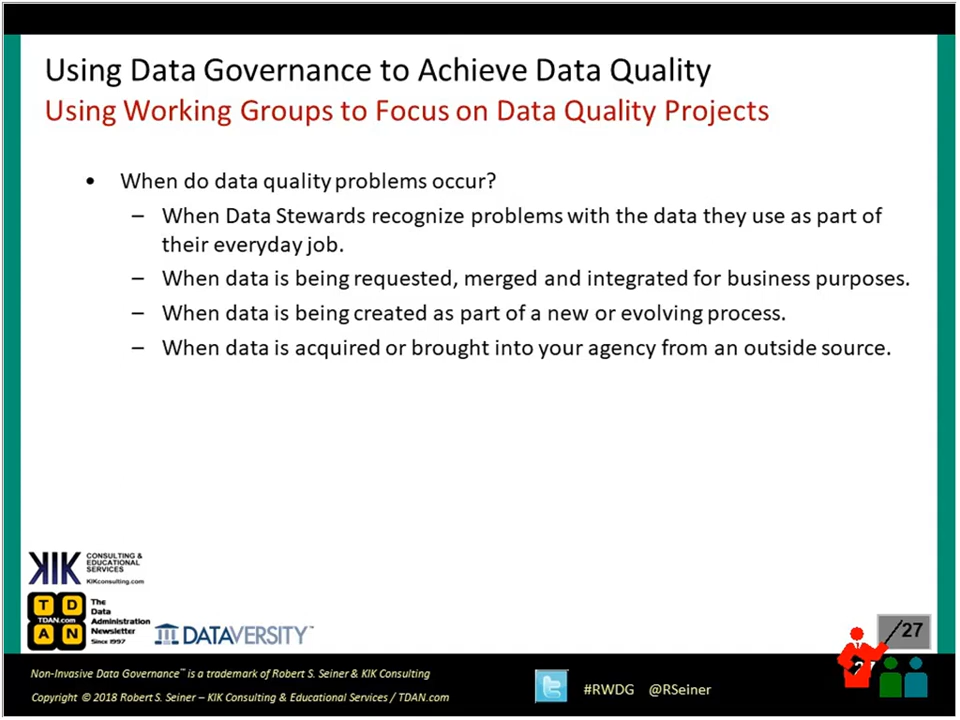 Using Data Governance to Achieve Data Quality
Using Working Groups to Focus on Data Quality Projects
• When do data quality problems occur?
– When Data Stewards recognize problems with the data they use as part of
their everyday job.
– When data is being requested, merged and integrated for business purposes.
– When data is being created as part of a new or evolving process.
– When data is acquired or brought into your agency from an outside source.
KIK
CONSULTING &
EDUCATIONAL
SERVICES
KIKconsulting.com
T D
TDAN.com
A N
The
Data
Administration
Newsletter
Since 1997
DATAVERSITY™
/27
Non-Invasive Data Governance™ is a trademark of Robert S. Seiner & KIK Consulting
Copyright © 2018 Robert S. Seiner – KIK Consulting & Educational Services / TDAN.com
#RWDG @RSeiner